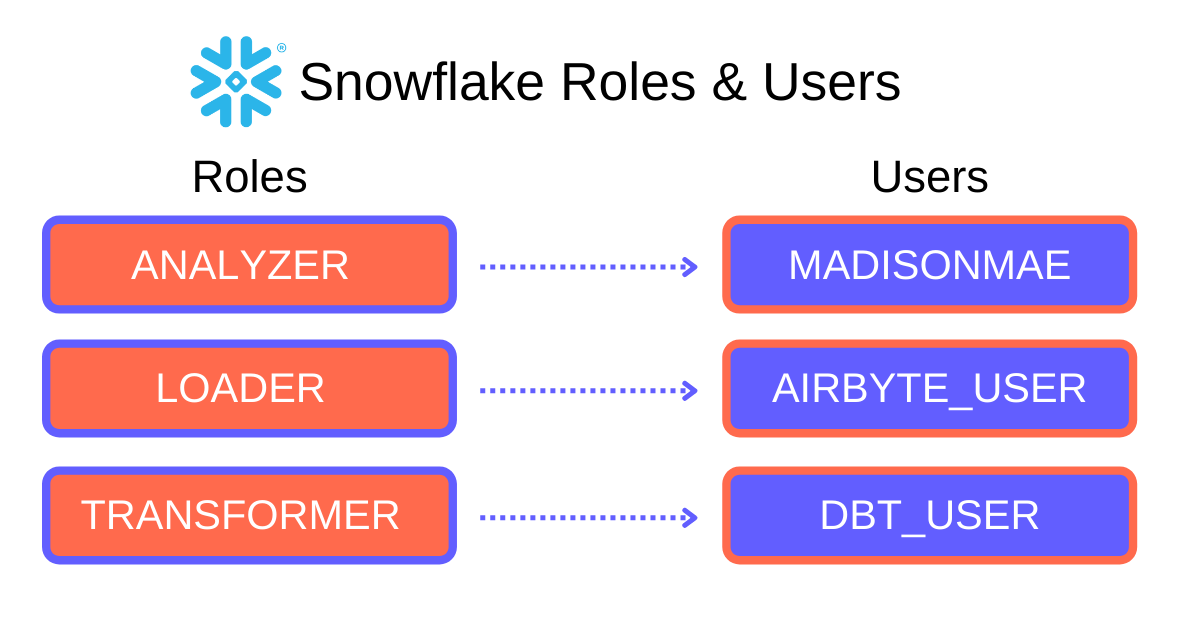 Snowflake Roles & Users
Roles
Users
ANALYZER
MADISONMAE
LOADER
AIRBYTE_USER
TRANSFORMER
DBT_USER